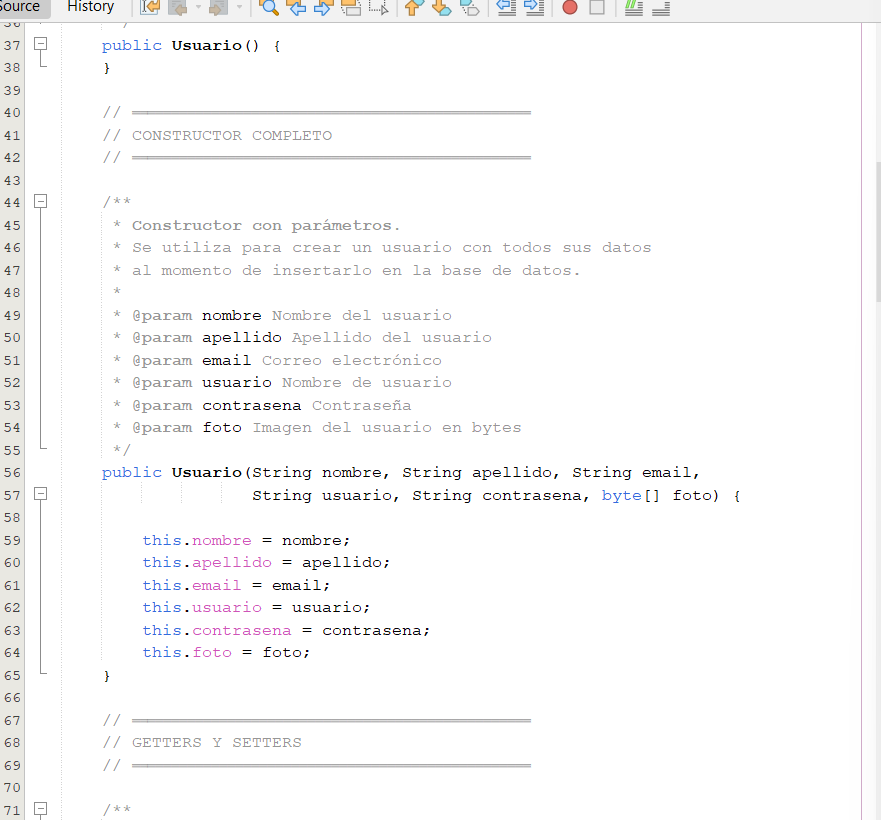 Source History
36 */
37 public Usuario() {
38 }
39
40 // ════════════════════════════════════════
41 // CONSTRUCTOR COMPLETO
42 // ════════════════════════════════════════
43
44 /**
45 * Constructor con parámetros.
46 * Se utiliza para crear un usuario con todos sus datos
47 * al momento de insertarlo en la base de datos.
48 *
49 * @param nombre Nombre del usuario
50 * @param apellido Apellido del usuario
51 * @param email Correo electrónico
52 * @param usuario Nombre de usuario
53 * @param contrasena Contraseña
54 * @param foto Imagen del usuario en bytes
55 */
56 public Usuario(String nombre, String apellido, String email,
57 String usuario, String contrasena, byte[] foto) {
58
59 this.nombre = nombre;
60 this.apellido = apellido;
61 this.email = email;
62 this.usuario = usuario;
63 this.contrasena = contrasena;
64 this.foto = foto;
65 }
66
67 // ════════════════════════════════════════
68 // GETTERS Y SETTERS
69 // ════════════════════════════════════════
70
71 /**